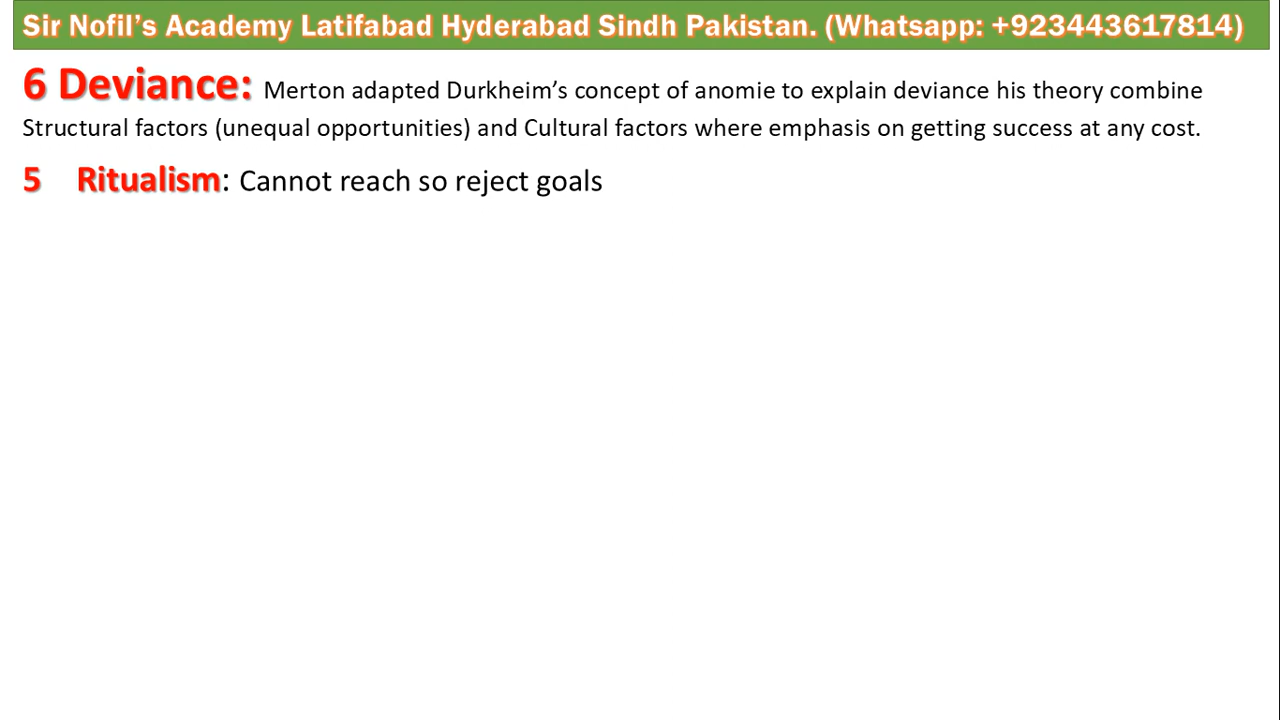 Sir Nofil’s Academy Latifabad Hyderabad Sindh Pakistan. (Whatsapp: +923443617814)
6 Deviance: Merton adapted Durkheim’s concept of anomie to explain deviance his theory combine
Structural factors (unequal opportunities) and Cultural factors where emphasis on getting success at any cost.
5 Ritualism: Cannot reach so reject goals